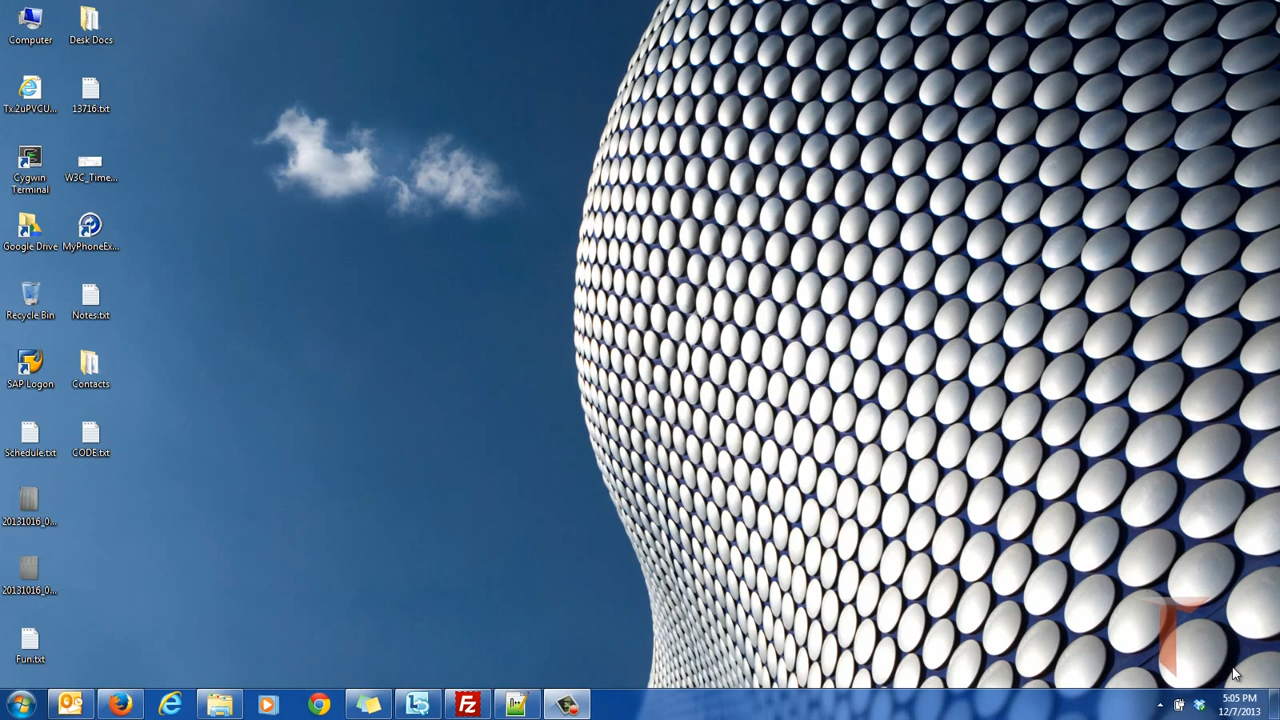 Computer
Desk Docs
Tx.2uPVCU...
13716.txt
Cygwin
Terminal
W3C_Time...
Google Drive
MyPhoneEx...
Recycle Bin
Notes.txt
SAP Logon
Contacts
Schedule.txt
CODE.txt
20131016_0...
20131016_0...
Fun.txt
5:05 PM
12/7/2013